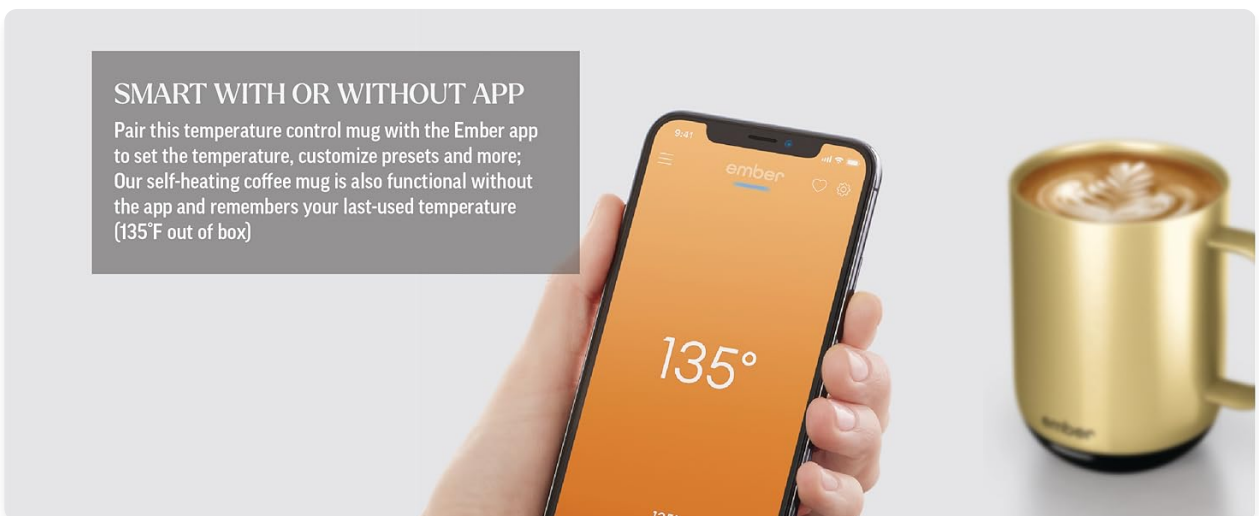 SMART WITH OR WITHOUT APP
Pair this temperature control mug with the Ember app
to set the temperature, customize presets and more;
Our self-heating coffee mug is also functional without
the app and remembers your last-used temperature
(135°F out of box)
9:41
ember
135°
ember